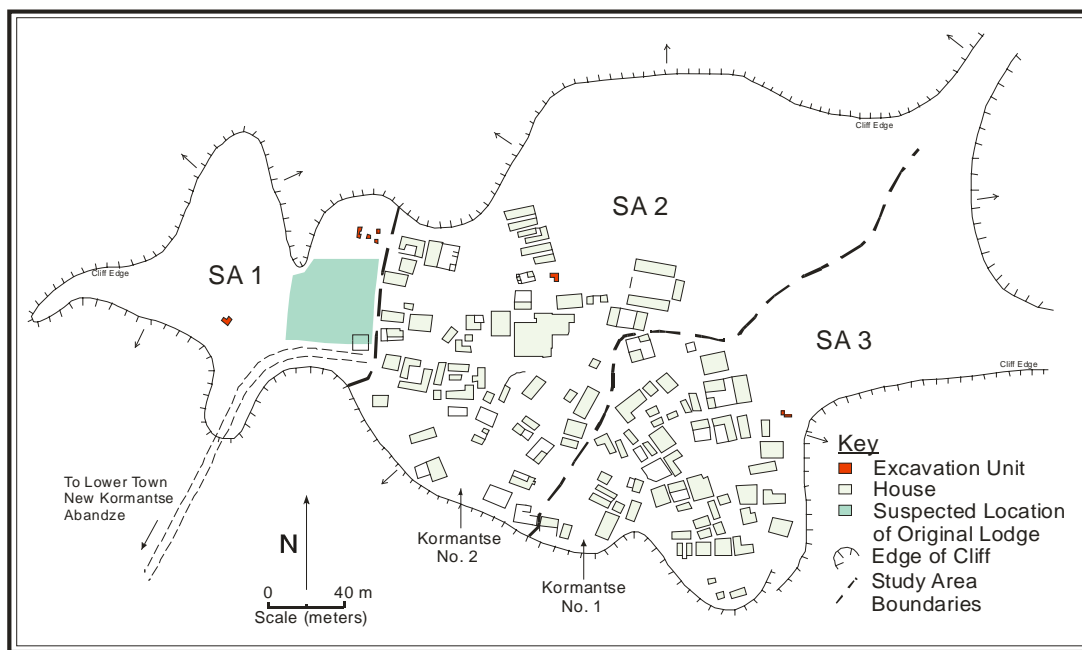 Cliff Edge
SA 2
SA 1
Cliff Edge
SA 3
Cliff Edge
To Lower Town
New Kormantse
Abandze
N
40 m
0
Scale (meters)
Kormantse
No. 2
Kormantse
No. 1
Key
Excavation Unit
House
Suspected Location
of Original Lodge
Edge of Cliff
Study Area
Boundaries